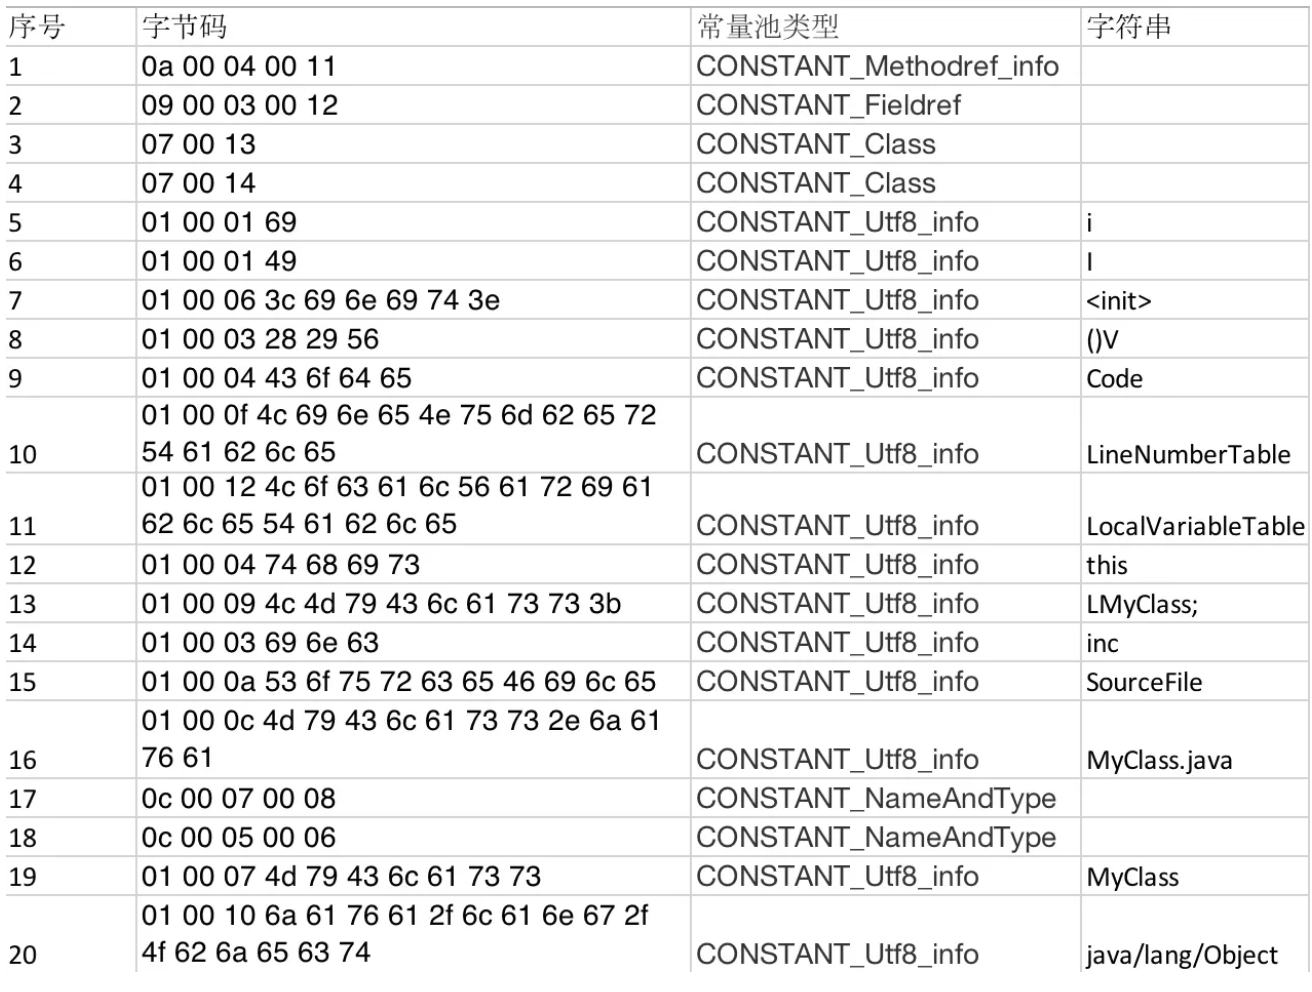 序号 字节码 常量池类型 字符串
1 0a 00 04 00 11 CONSTANT_Methodref_info
2 09 00 03 00 12 CONSTANT_Fieldref
3 07 00 13 CONSTANT_Class
4 07 00 14 CONSTANT_Class
5 01 00 01 69 CONSTANT_Utf8_info i
6 01 00 01 49 CONSTANT_Utf8_info I
7 01 00 06 3c 69 6e 69 74 3e CONSTANT_Utf8_info <init>
8 01 00 03 28 29 56 CONSTANT_Utf8_info ()V
9 01 00 04 43 6f 64 65 CONSTANT_Utf8_info Code
01 00 0f 4c 69 6e 65 4e 75 6d 62 65 72
54 61 62 6c 65
10 CONSTANT_Utf8_info LineNumberTable
01 00 12 4c 6f 63 61 6c 56 61 72 69 61
62 6c 65 54 61 62 6c 65
11 CONSTANT_Utf8_info LocalVariableTable
12 01 00 04 74 68 69 73 CONSTANT_Utf8_info this
13 01 00 09 4c 4d 79 43 6c 61 73 73 3b CONSTANT_Utf8_info LMyClass;
14 01 00 03 69 6e 63 CONSTANT_Utf8_info inc
15 01 00 0a 53 6f 75 72 63 65 46 69 6c 65 CONSTANT_Utf8_info SourceFile
01 00 0c 4d 79 43 6c 61 73 73 2e 6a 61
76 61
16 CONSTANT_Utf8_info MyClass.java
17 0c 00 07 00 08 CONSTANT_NameAndType
18 0c 00 05 00 06 CONSTANT_NameAndType
19 01 00 07 4d 79 43 6c 61 73 73 CONSTANT_Utf8_info MyClass
01 00 10 6a 61 76 61 2f 6c 61 6e 67 2f
4f 62 6a 65 63 74
20 CONSTANT_Utf8_info java/lang/Object